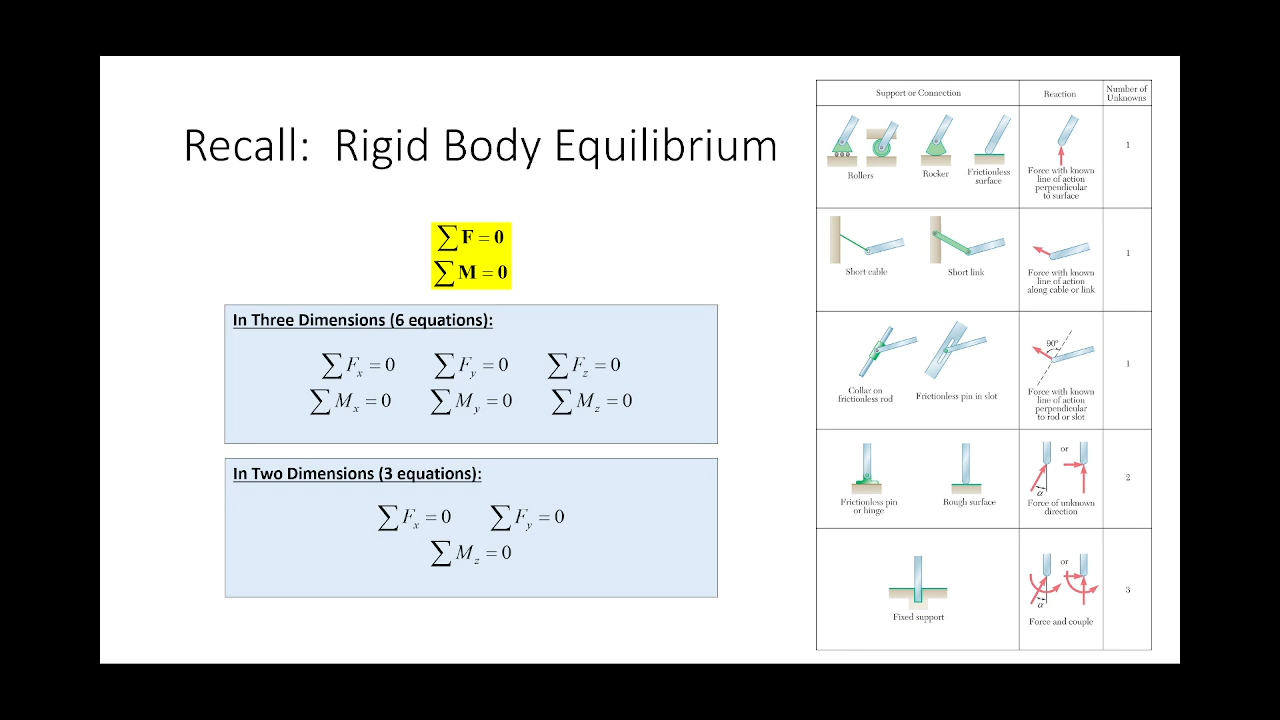 Recall: Rigid Body Equilibrium
∑ F = 0
∑ M = 0
In Three Dimensions (6 equations):
∑ Fx = 0 ∑ Fy = 0 ∑ Fz = 0
∑ Mx = 0 ∑ My = 0 ∑ Mz = 0
In Two Dimensions (3 equations):
∑ Fx = 0 ∑ Fy = 0
∑ Mz = 0
Support or Connection
Reaction
Number of
Unknowns
Rollers
Rocker
Frictionless
surface
Force with known
line of action
perpendicular
to surface
1
Short cable
Short link
Force with known
line of action
along cable or link
1
Collar on
frictionless rod
Frictionless pin in slot
90°
Force with known
line of action
perpendicular
to rod or slot
1
Frictionless pin
or hinge
Rough surface
or
α
Force of unknown
direction
2
Fixed support
or
α
Force and couple
3